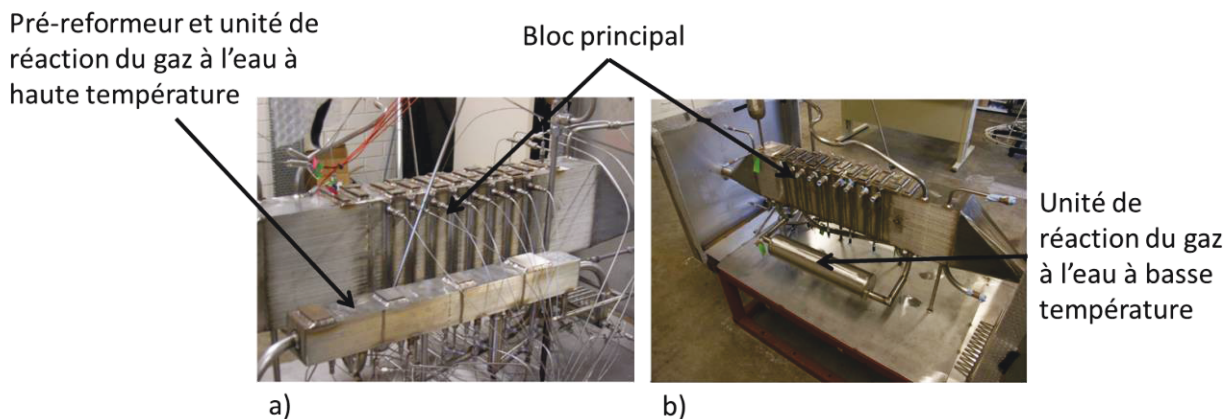 Pré-reformeur et unité de
réaction du gaz à l'eau à
haute température
Bloc principal
Unité de
réaction du gaz
à l'eau à basse
température
a)
b)